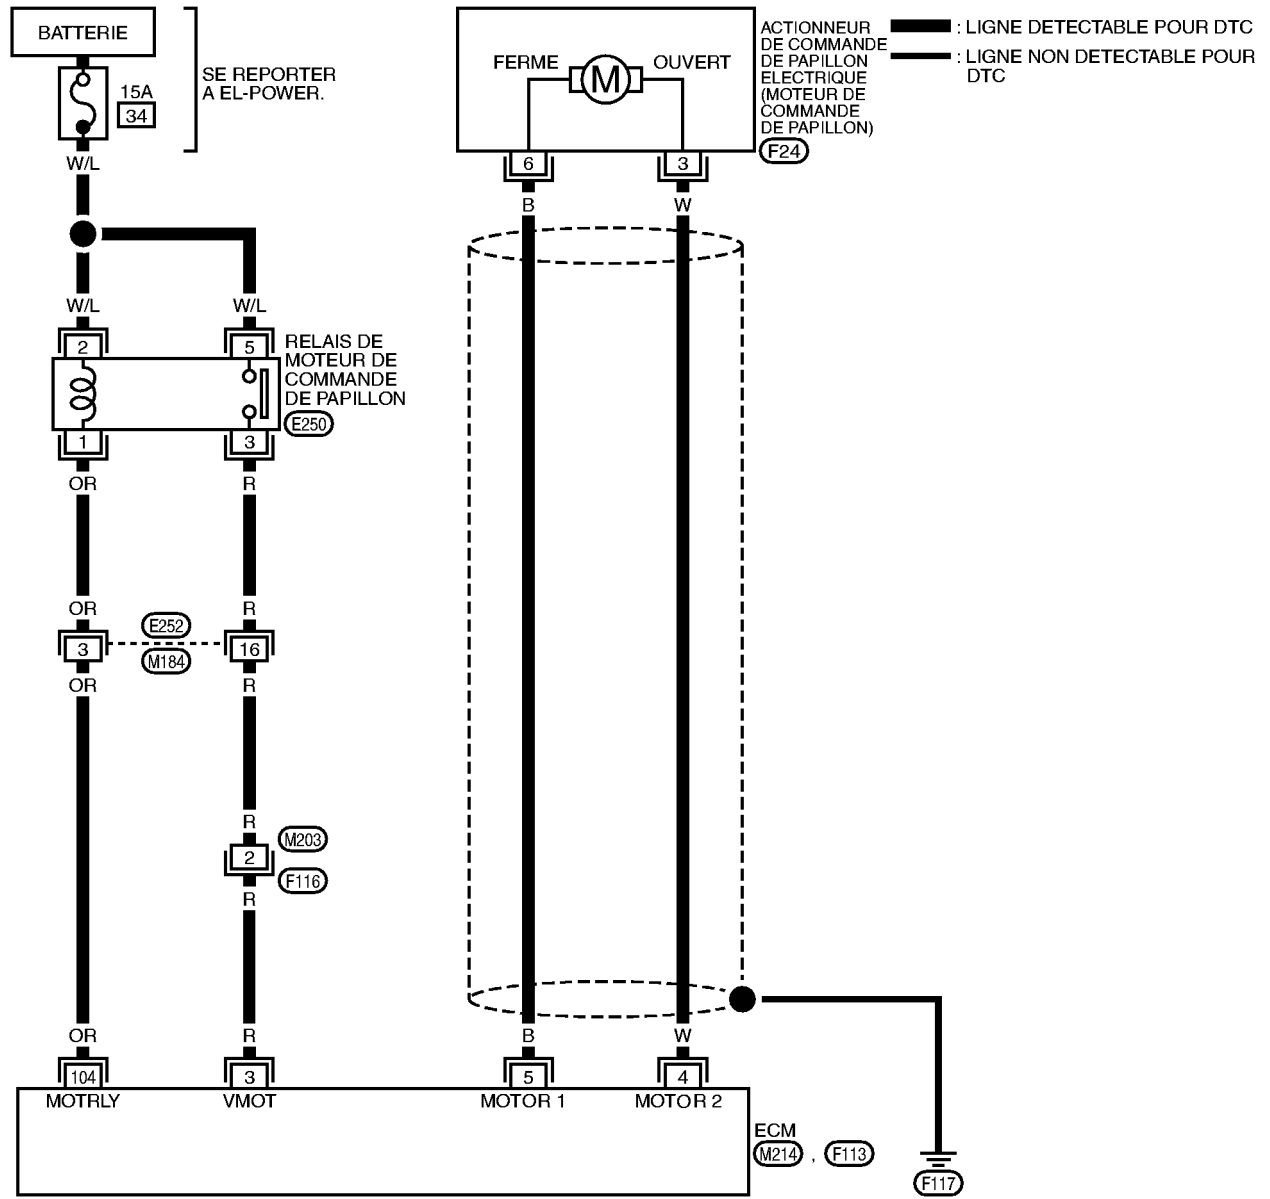 BATTERIE
15A
34
SE REPORTER
A EL-POWER.
W/L
W/L
W/L
2
5
RELAIS DE
MOTEUR DE
COMMANDE
DE PAPILLON
E250
1
3
OR
R
OR
R
E252
3
16
M184
OR
R
R
M203
2
F116
R
OR
R
104
3
MOTRLY
VMOT
FERME
M
OUVERT
ACTIONNEUR
DE COMMANDE
DE PAPILLON
ELECTRIQUE
(MOTEUR DE
COMMANDE
DE PAPILLON)
F24
6
3
B
W
B
W
5
4
MOTOR 1
MOTOR 2
ECM
M214 , F113
F117
: LIGNE DETECTABLE POUR DTC
: LIGNE NON DETECTABLE POUR
DTC